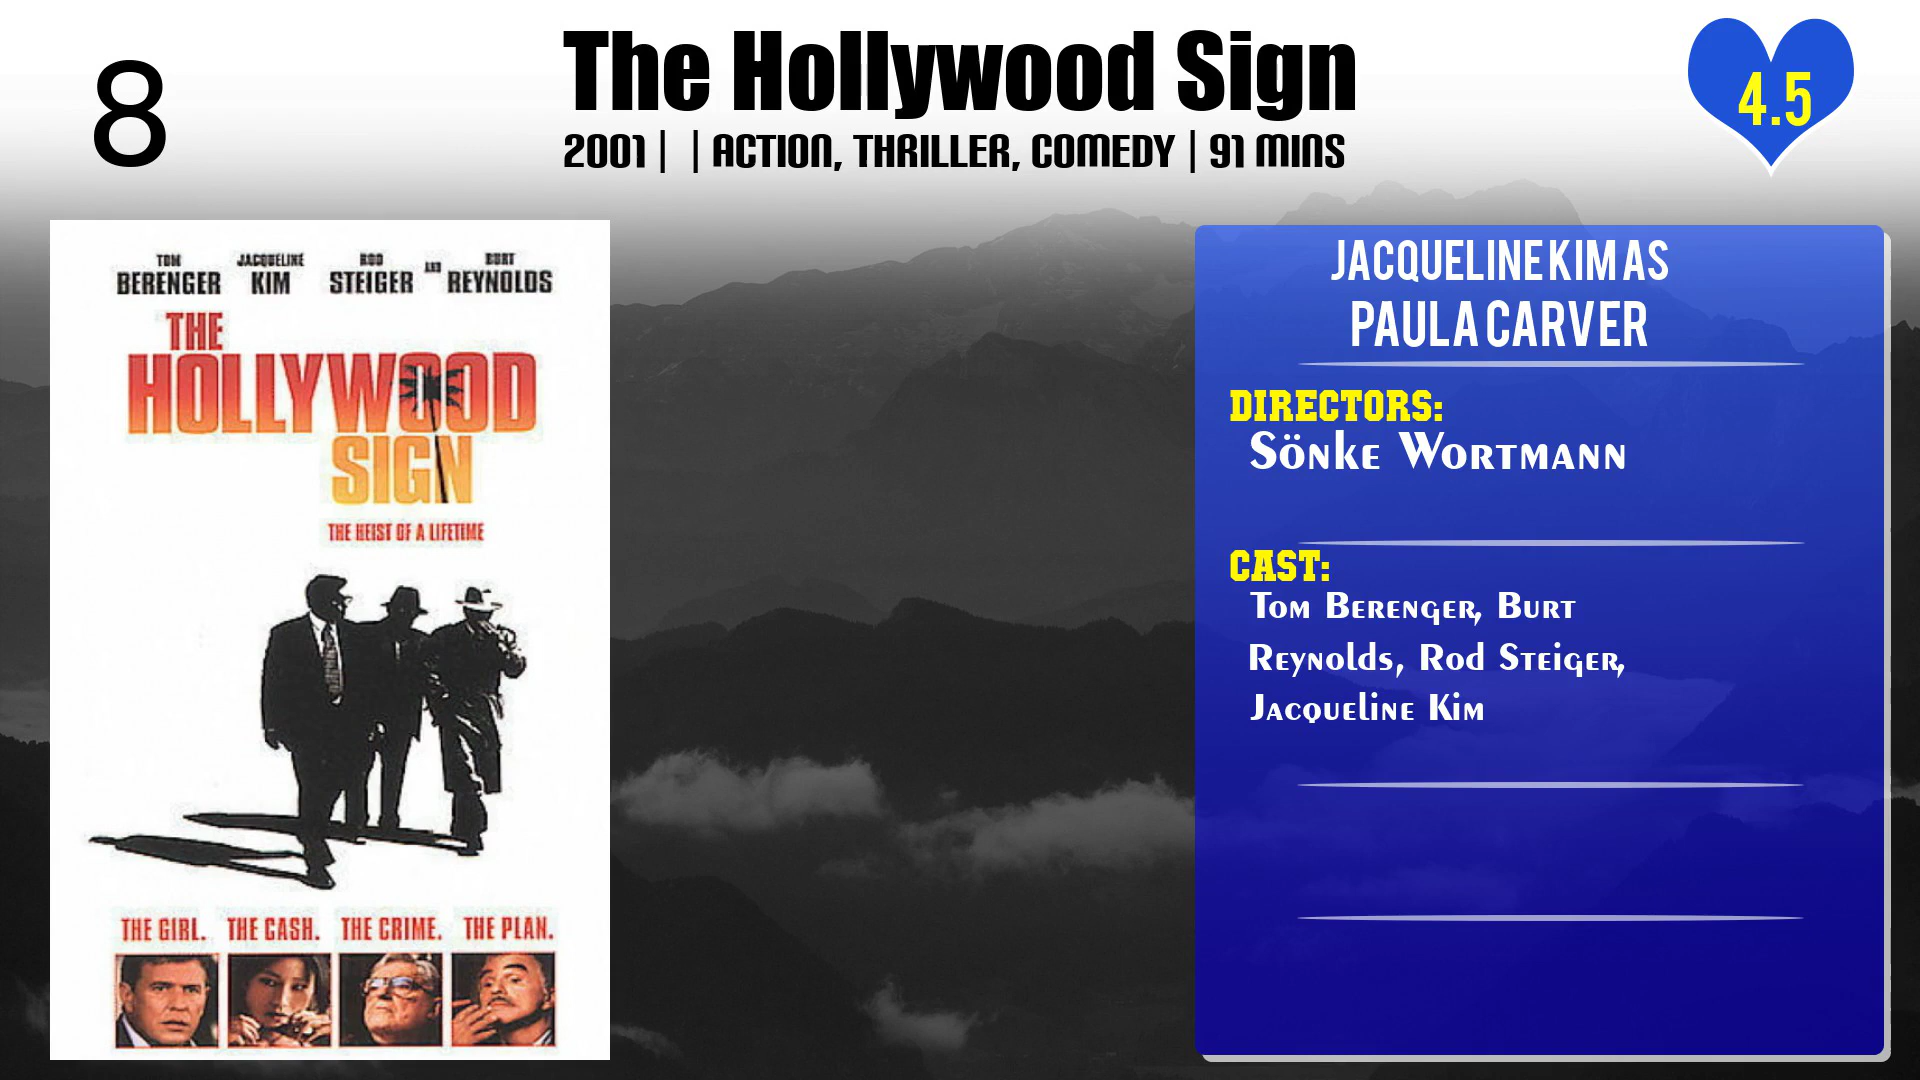 8
The Hollywood Sign
2001 | | ACTION, THRILLER, COMEDY | 91 MINS
4.5
TOM BERENGER JACQUELINE KIM ROD STEIGER AND BURT REYNOLDS
THE
HOLLYWOOD
SIGN
THE HEIST OF A LIFETIME
THE GIRL. THE CASH. THE CRIME. THE PLAN.
JACQUELINE KIM AS
PAULA CARVER
DIRECTORS:
Sönke Wortmann
CAST:
Tom Berenger, Burt
Reynolds, Rod Steiger,
Jacqueline Kim